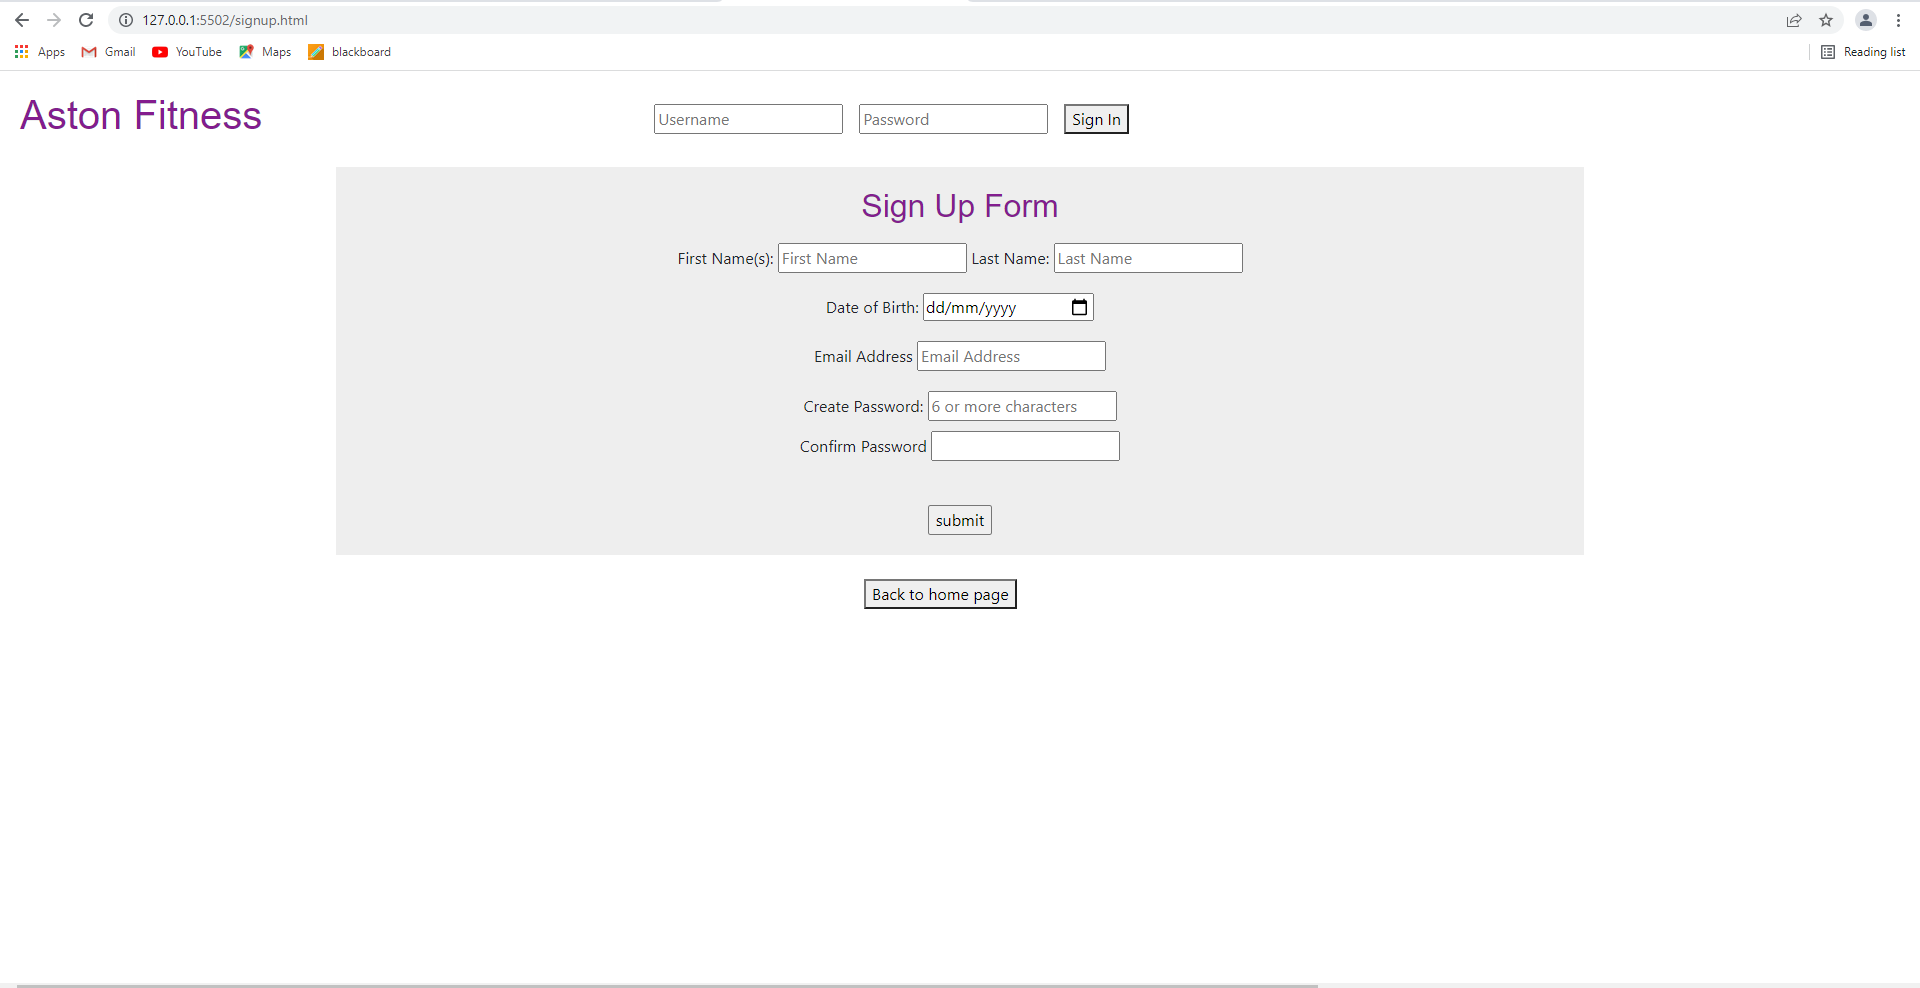 127.0.0.1:5502/signup.html
Apps Gmail YouTube Maps blackboard Reading list
Aston Fitness Username Password Sign In
Sign Up Form
First Name(s): First Name Last Name: Last Name
Date of Birth: dd/mm/yyyy
Email Address Email Address
Create Password: 6 or more characters
Confirm Password
submit
Back to home page